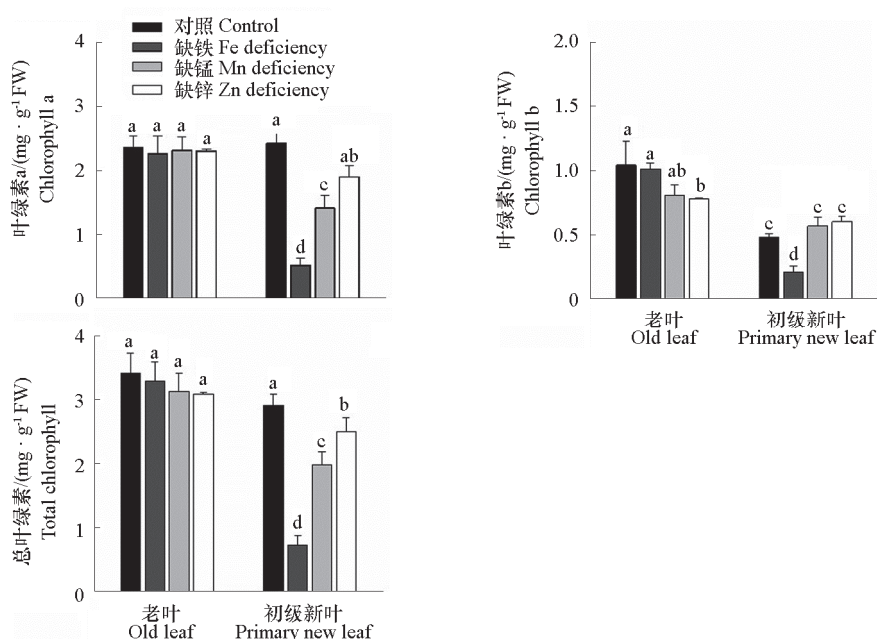 对照 Control
缺铁 Fe deficiency
缺锰 Mn deficiency
缺锌 Zn deficiency
叶绿素a/(mg · g-1 FW)
Chlorophyll a
4
3
2
1
0
a a a a
a d c ab
叶绿素b/(mg · g-1 FW)
Chlorophyll b
2.0
1.5
1.0
0.5
0
a a ab b
c d c c
老叶 初级新叶
Old leaf Primary new leaf
总叶绿素/(mg · g-1 FW)
Total chlorophyll
4
3
2
1
0
a a a a
a d c b
老叶 初级新叶
Old leaf Primary new leaf